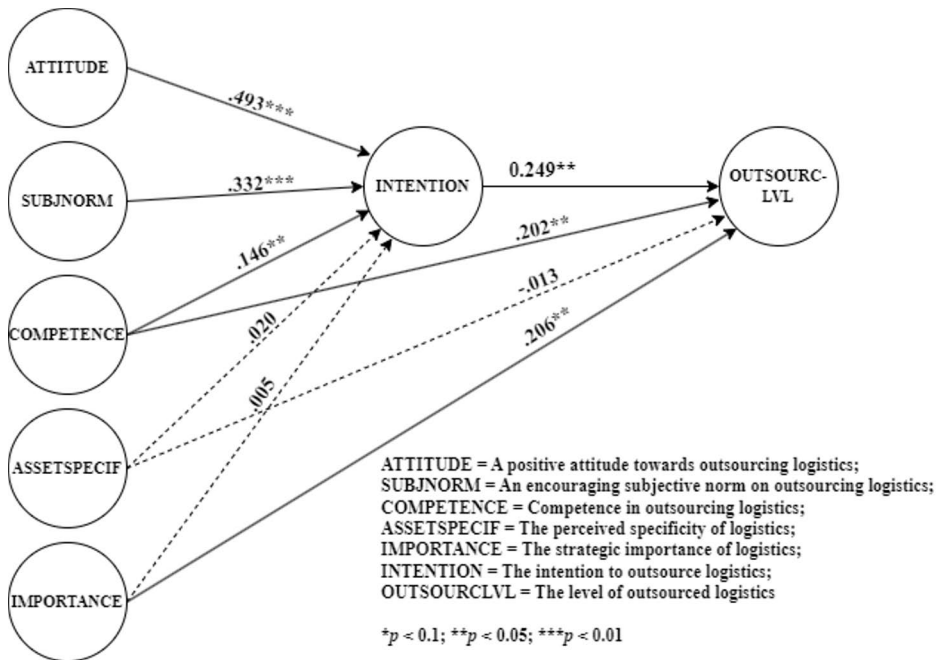 ATTITUDE
.493***
SUBJNORM
.332***
INTENTION
0.249**
OUTSOURC-
LVL
.146**
.202**
COMPETENCE
.020
-.013
.206**
.005
ASSETSPECIF
IMPORTANCE
ATTITUDE = A positive attitude towards outsourcing logistics;
SUBJNORM = An encouraging subjective norm on outsourcing logistics;
COMPETENCE = Competence in outsourcing logistics;
ASSETSPECIF = The perceived specificity of logistics;
IMPORTANCE = The strategic importance of logistics;
INTENTION = The intention to outsource logistics;
OUTSOURCLVL = The level of outsourced logistics
*p < 0.1; **p < 0.05; ***p < 0.01